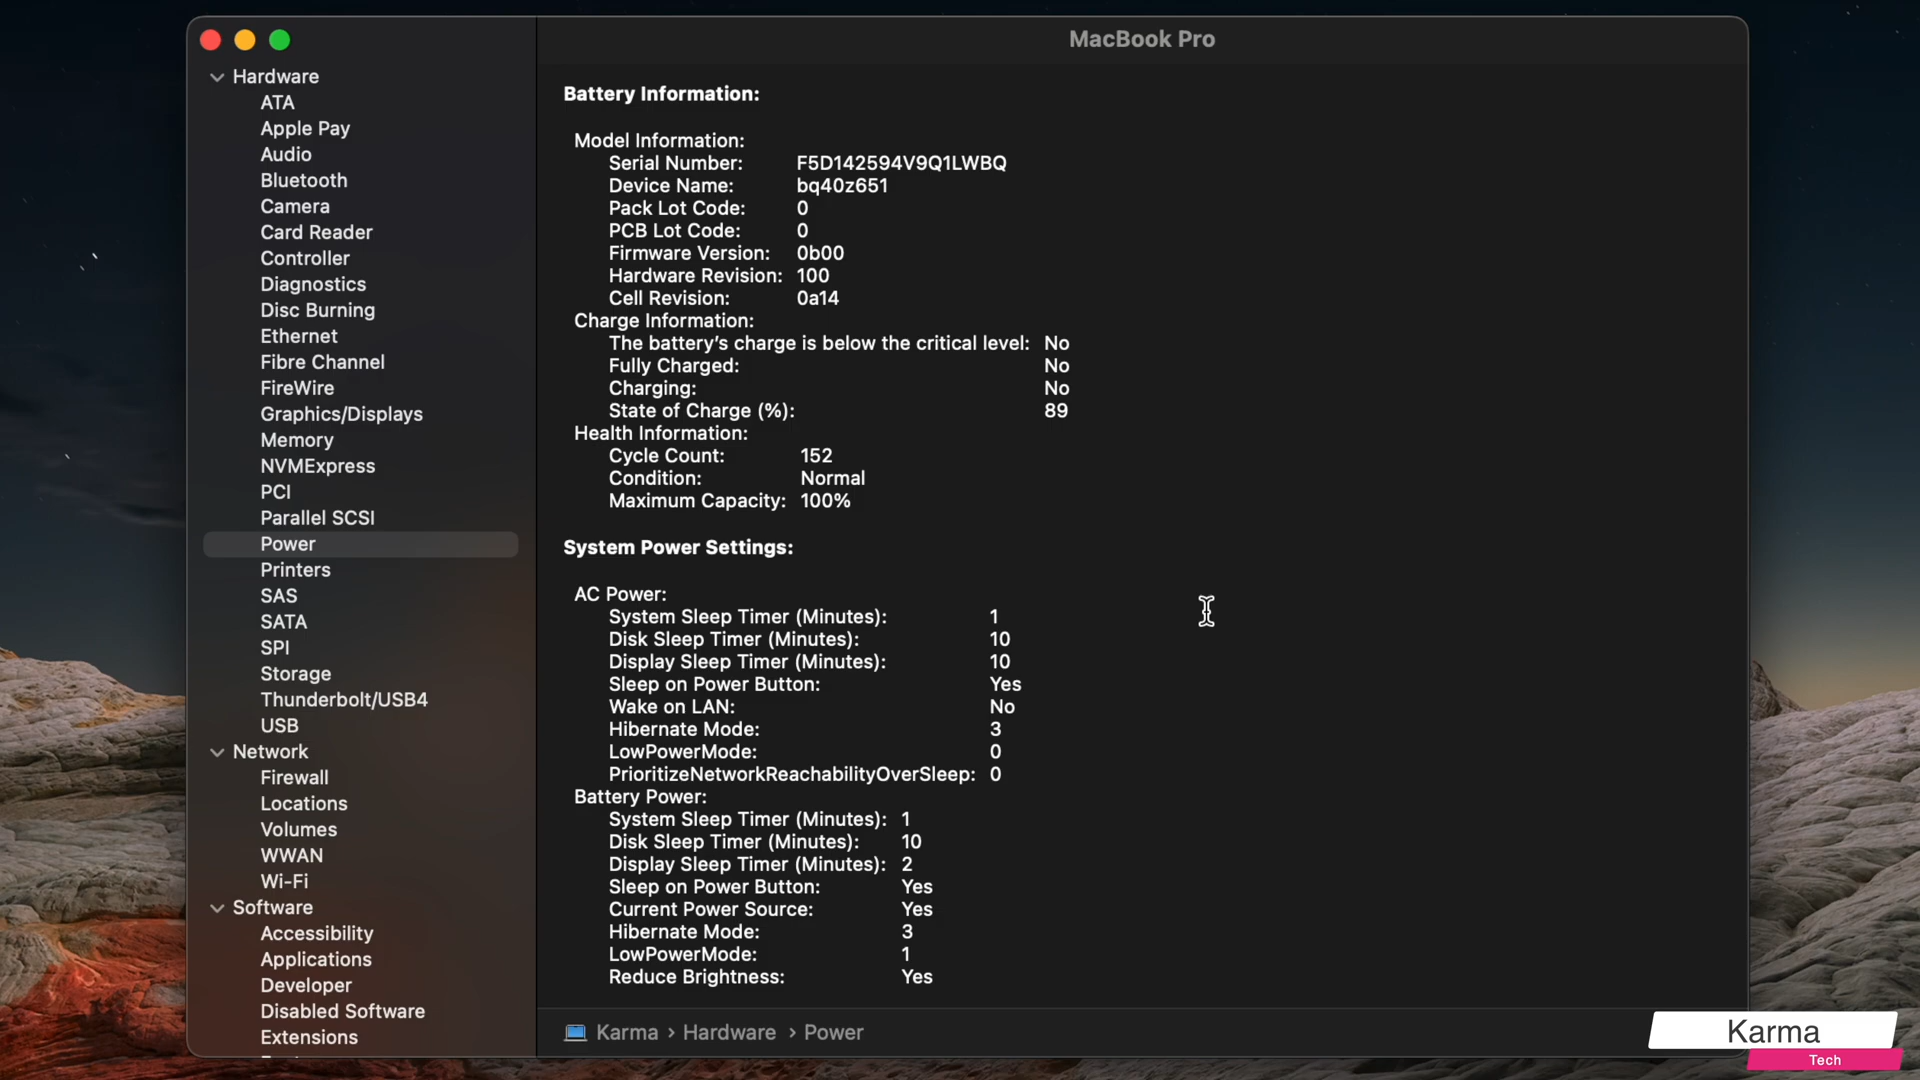 MacBook Pro
Hardware
ATA
Apple Pay
Audio
Bluetooth
Camera
Card Reader
Controller
Diagnostics
Disc Burning
Ethernet
Fibre Channel
FireWire
Graphics/Displays
Memory
NVMExpress
PCI
Parallel SCSI
Power
Printers
SAS
SATA
SPI
Storage
Thunderbolt/USB4
USB
Network
Firewall
Locations
Volumes
WWAN
Wi-Fi
Software
Accessibility
Applications
Developer
Disabled Software
Extensions
Battery Information:
Model Information:
Serial Number: F5D142594V9Q1LWBQ
Device Name: bq40z651
Pack Lot Code: 0
PCB Lot Code: 0
Firmware Version: 0b00
Hardware Revision: 100
Cell Revision: 0a14
Charge Information:
The battery's charge is below the critical level: No
Fully Charged: No
Charging: No
State of Charge (%): 89
Health Information:
Cycle Count: 152
Condition: Normal
Maximum Capacity: 100%
System Power Settings:
AC Power:
System Sleep Timer (Minutes): 1
Disk Sleep Timer (Minutes): 10
Display Sleep Timer (Minutes): 10
Sleep on Power Button: Yes
Wake on LAN: No
Hibernate Mode: 3
LowPowerMode: 0
PrioritizeNetworkReachabilityOverSleep: 0
Battery Power:
System Sleep Timer (Minutes): 1
Disk Sleep Timer (Minutes): 10
Display Sleep Timer (Minutes): 2
Sleep on Power Button: Yes
Current Power Source: Yes
Hibernate Mode: 3
LowPowerMode: 1
Reduce Brightness: Yes
Karma › Hardware › Power
Karma
Tech